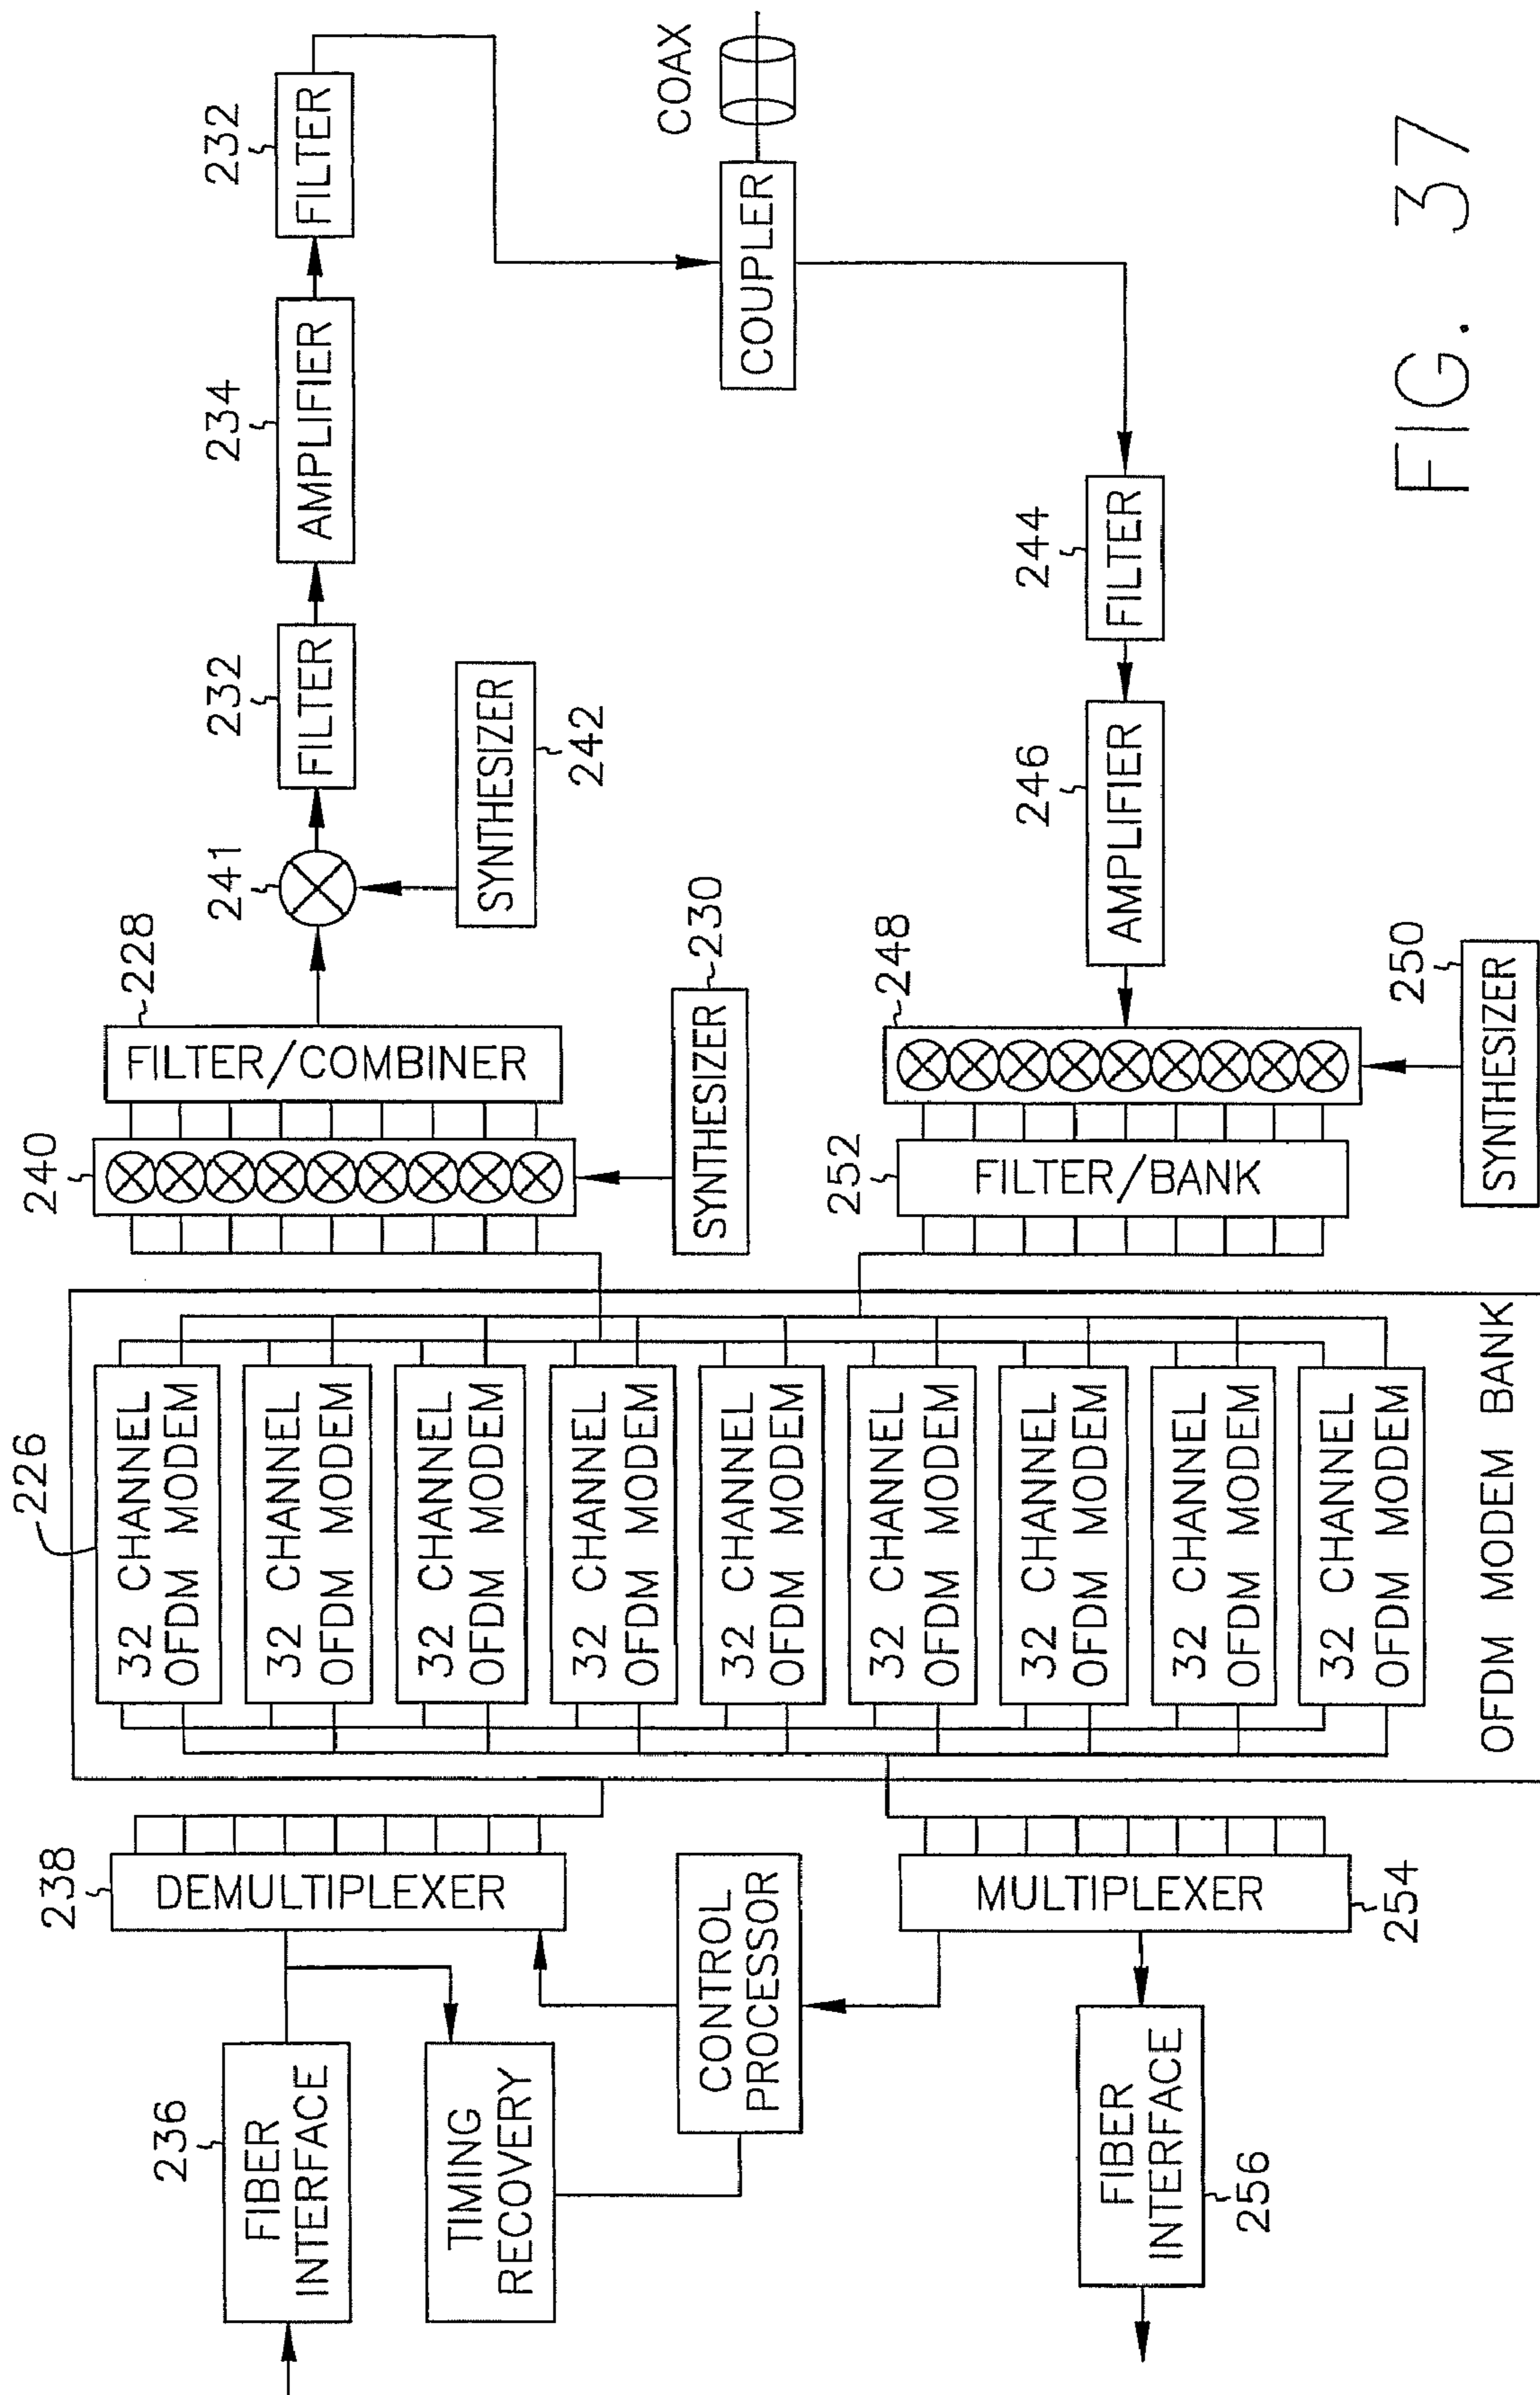 236
FIBER
INTERFACE
TIMING
RECOVERY
238
DEMULTIPLEXER
CONTROL
PROCESSOR
MULTIPLEXER
254
FIBER
INTERFACE
256
226
32 CHANNEL
OFDM MODEM
32 CHANNEL
OFDM MODEM
32 CHANNEL
OFDM MODEM
32 CHANNEL
OFDM MODEM
32 CHANNEL
OFDM MODEM
32 CHANNEL
OFDM MODEM
32 CHANNEL
OFDM MODEM
32 CHANNEL
OFDM MODEM
32 CHANNEL
OFDM MODEM
OFDM MODEM BANK
240
228
FILTER/COMBINER
SYNTHESIZER
230
241
SYNTHESIZER
242
232
FILTER
234
AMPLIFIER
232
FILTER
COUPLER
COAX
244
FILTER
246
AMPLIFIER
248
252
FILTER/BANK
250
SYNTHESIZER
FIG. 37